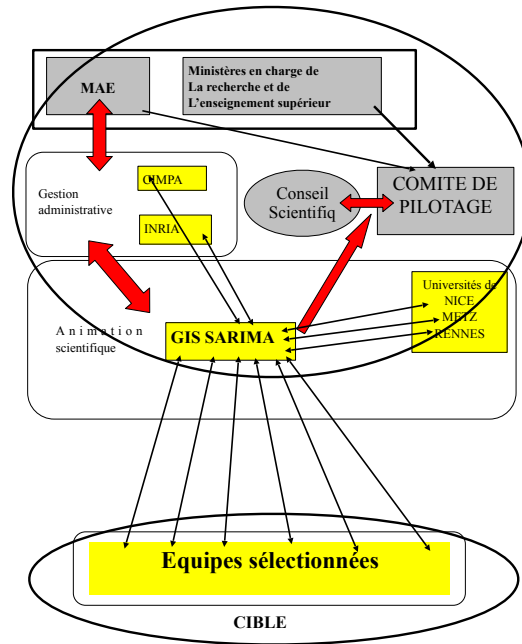 MAE
Ministères en charge de
La recherche et de
L'enseignement supérieur
Gestion
administrative
CIMPA
INRIA
Conseil
Scientifiq
COMITE DE
PILOTAGE
Animation
scientifique
GIS SARIMA
Universités de
NICE
METZ
RENNES
Equipes sélectionnées
CIBLE